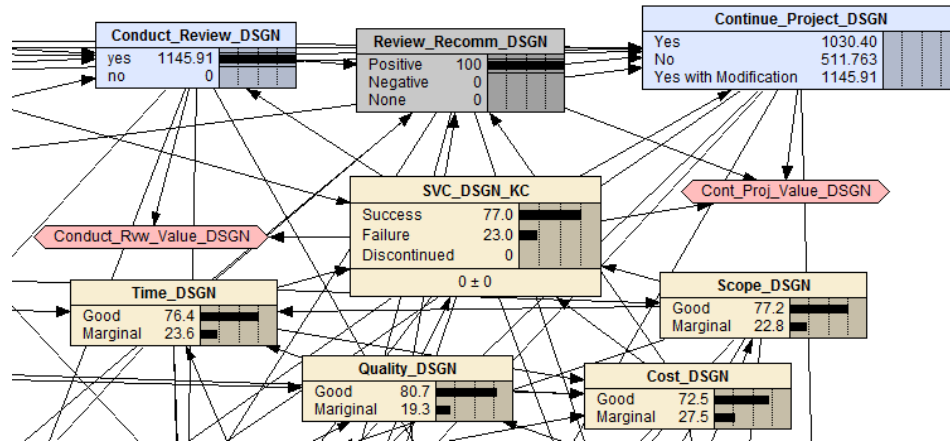 Conduct_Review_DSGN
yes 1145.91
no 0
Review_Recomm_DSGN
Positive 100
Negative 0
None 0
Continue_Project_DSGN
Yes 1030.40
No 511.763
Yes with Modification 1145.91
SVC_DSGN_KC
Success 77.0
Failure 23.0
Discontinued 0
0 ± 0
Cont_Proj_Value_DSGN
Conduct_Rvw_Value_DSGN
Time_DSGN
Good 76.4
Marginal 23.6
Scope_DSGN
Good 77.2
Marginal 22.8
Quality_DSGN
Good 80.7
Mariginal 19.3
Cost_DSGN
Good 72.5
Marginal 27.5